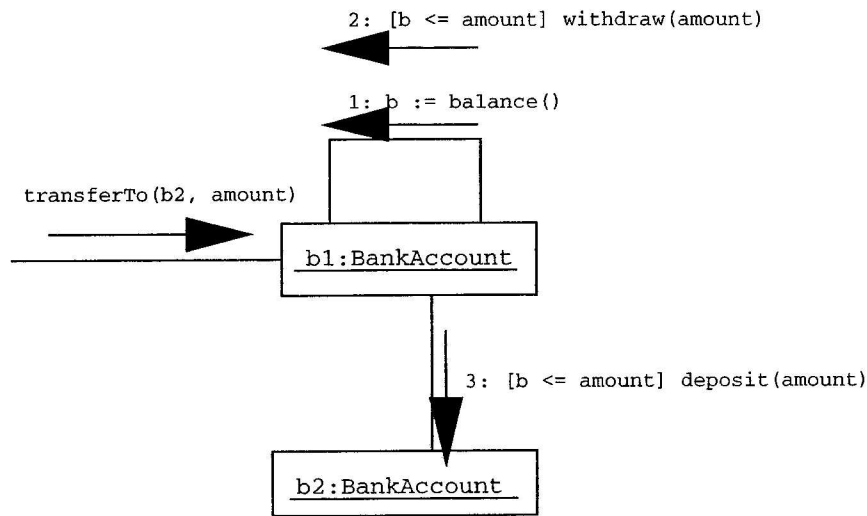 2: [b <= amount] withdraw(amount)
1: b := balance()
transferTo(b2, amount)
b1:BankAccount
3: [b <= amount] deposit(amount)
b2:BankAccount